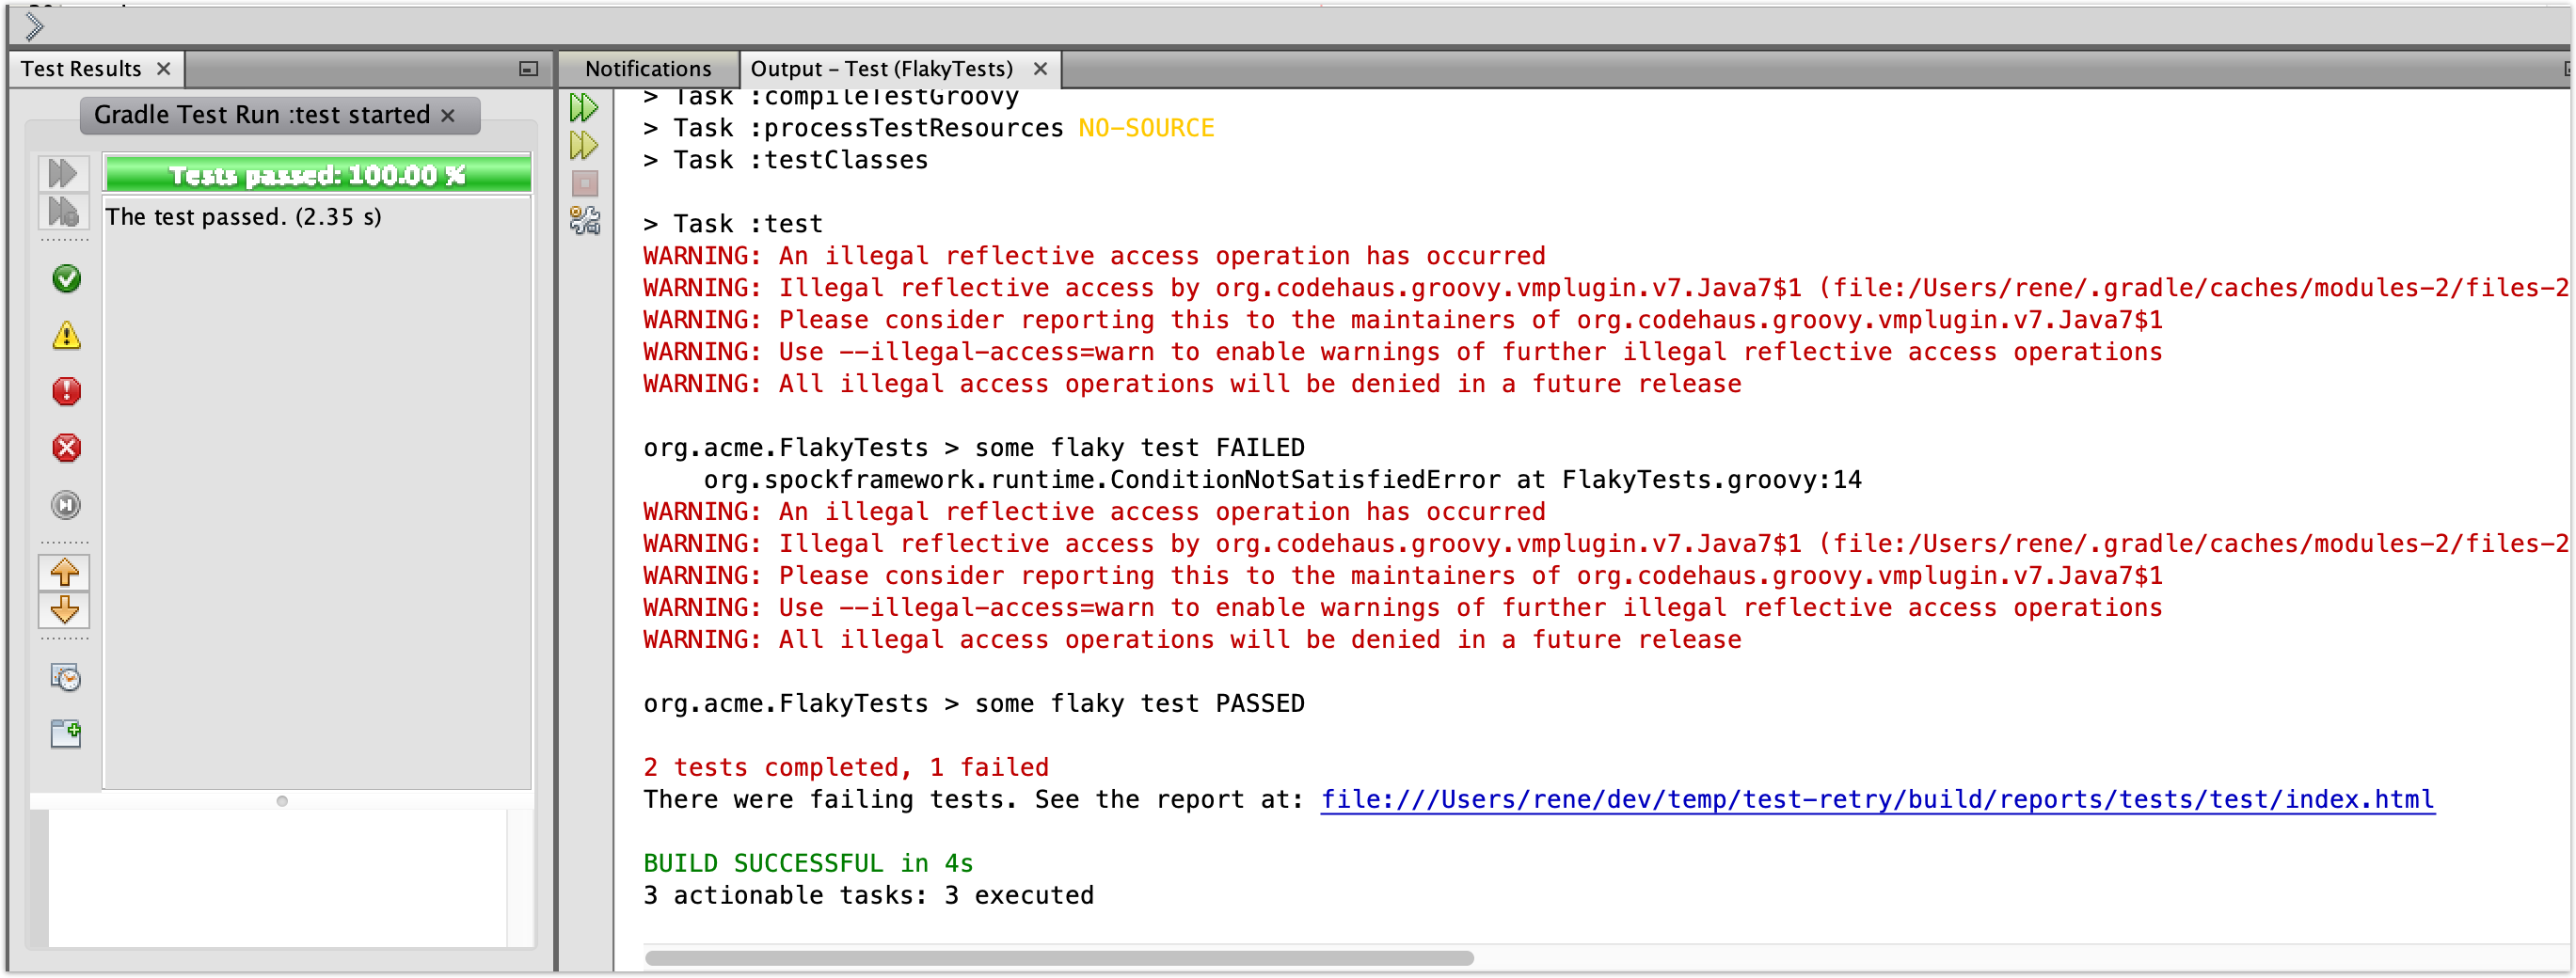 Test Results
Gradle Test Run :test started
Tests passed: 100.00 %
The test passed. (2.35 s)
Notifications
Output – Test (FlakyTests)
> Task :compileTestGroovy
> Task :processTestResources NO-SOURCE
> Task :testClasses
> Task :test
WARNING: An illegal reflective access operation has occurred
WARNING: Illegal reflective access by org.codehaus.groovy.vmplugin.v7.Java7$1 (file:/Users/rene/.gradle/caches/modules-2/files-2
WARNING: Please consider reporting this to the maintainers of org.codehaus.groovy.vmplugin.v7.Java7$1
WARNING: Use --illegal-access=warn to enable warnings of further illegal reflective access operations
WARNING: All illegal access operations will be denied in a future release
org.acme.FlakyTests > some flaky test FAILED
org.spockframework.runtime.ConditionNotSatisfiedError at FlakyTests.groovy:14
WARNING: An illegal reflective access operation has occurred
WARNING: Illegal reflective access by org.codehaus.groovy.vmplugin.v7.Java7$1 (file:/Users/rene/.gradle/caches/modules-2/files-2
WARNING: Please consider reporting this to the maintainers of org.codehaus.groovy.vmplugin.v7.Java7$1
WARNING: Use --illegal-access=warn to enable warnings of further illegal reflective access operations
WARNING: All illegal access operations will be denied in a future release
org.acme.FlakyTests > some flaky test PASSED
2 tests completed, 1 failed
There were failing tests. See the report at: file:///Users/rene/dev/temp/test-retry/build/reports/tests/test/index.html
BUILD SUCCESSFUL in 4s
3 actionable tasks: 3 executed